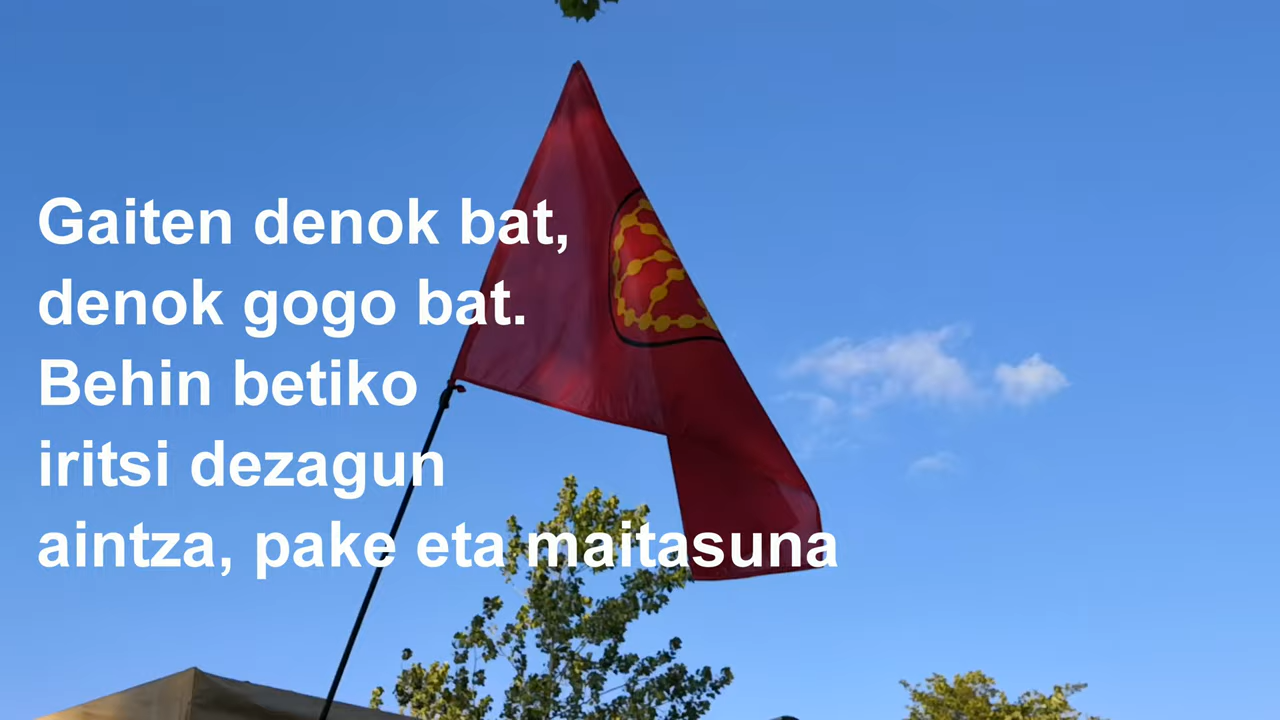 Gaiten denok bat,
denok gogo bat.
Behin betiko
iritsi dezagun
aintza, pake eta maitasuna